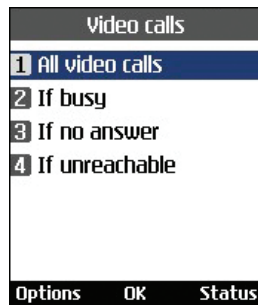 Video calls
1 All video calls
2 If busy
3 If no answer
4 If unreachable
Options OK Status